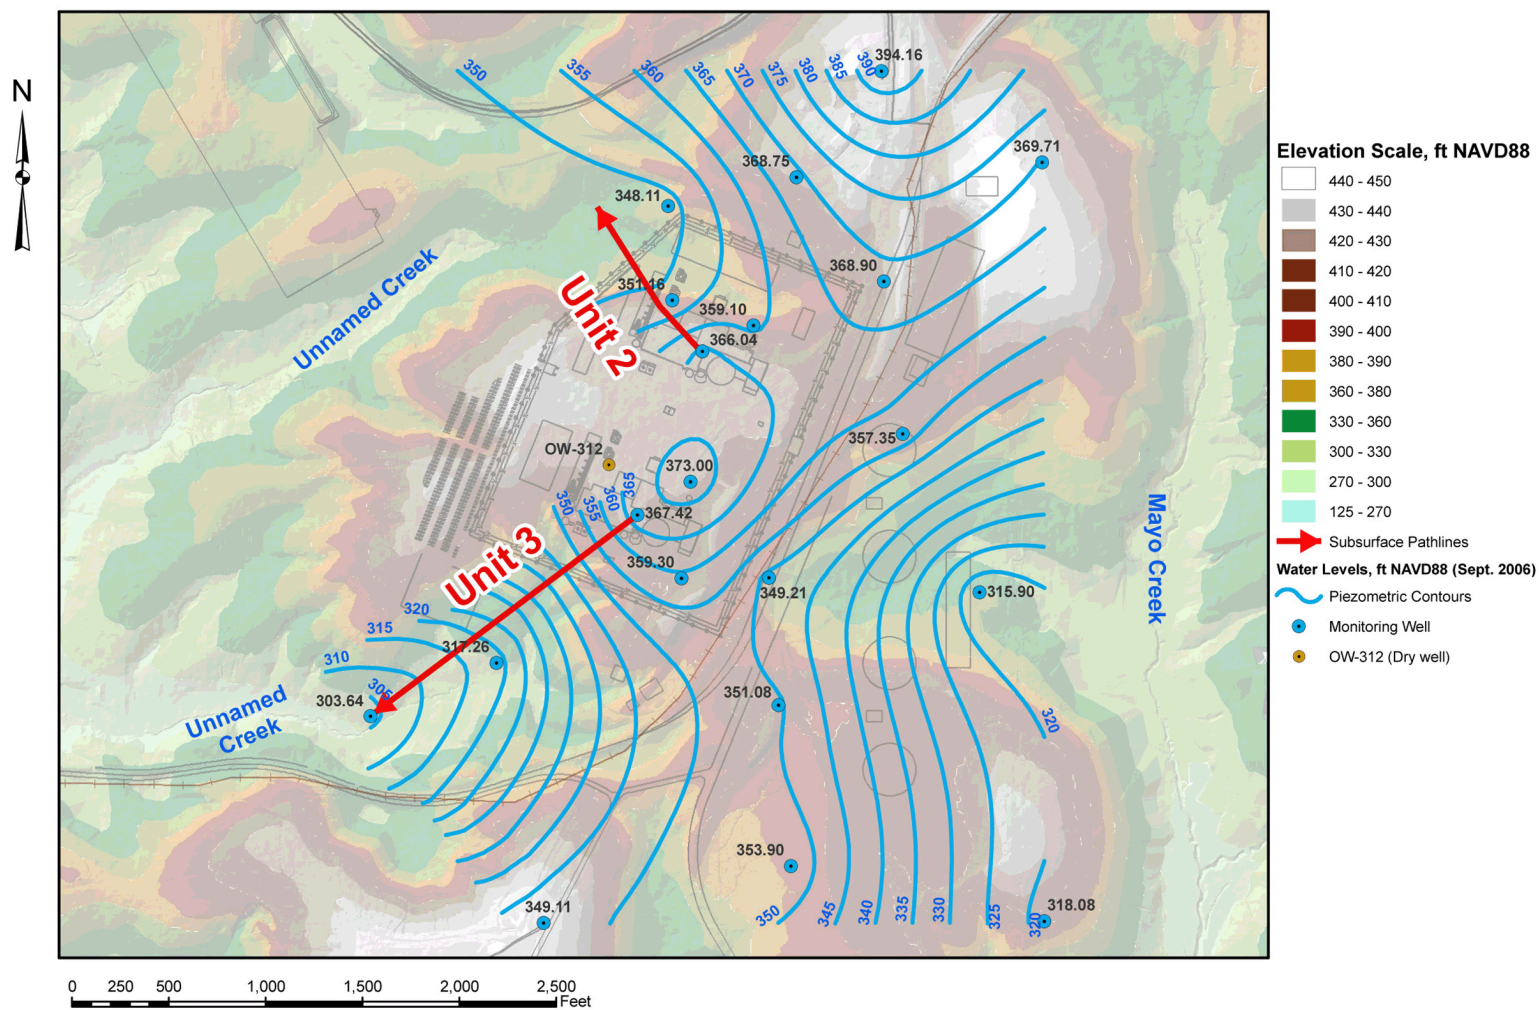 N
350
355
360
365
370
375
380
385
390
394.16
369.71
368.75
348.11
368.90
351.16
359.10
366.04
Unnamed Creek
Unit 2
357.35
OW-312
373.00
350
355
360
365
367.42
Unit 3
359.30
349.21
315.90
Mayo Creek
320
315
317.26
310
305
303.64
Unnamed
Creek
351.08
320
353.90
349.11
350
345
340
335
330
325
320
318.08
Elevation Scale, ft NAVD88
440 - 450
430 - 440
420 - 430
410 - 420
400 - 410
390 - 400
380 - 390
360 - 380
330 - 360
300 - 330
270 - 300
125 - 270
Subsurface Pathlines
Water Levels, ft NAVD88 (Sept. 2006)
Piezometric Contours
Monitoring Well
OW-312 (Dry well)
0 250 500 1,000 1,500 2,000 2,500
Feet